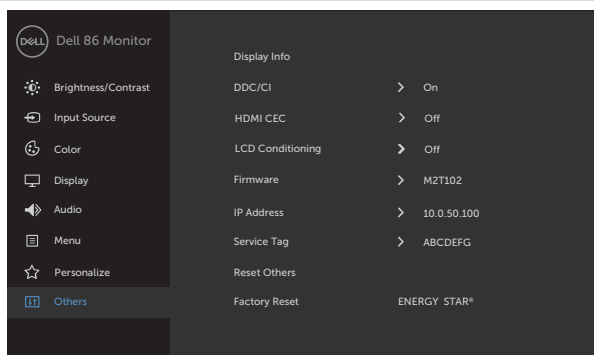 DELL Dell 86 Monitor
Display Info
Brightness/Contrast DDC/CI On
Input Source HDMI CEC Off
Color LCD Conditioning Off
Display Firmware M2T102
Audio IP Address 10.0.50.100
Menu Service Tag ABCDEFG
Personalize Reset Others
Others Factory Reset ENERGY STAR®